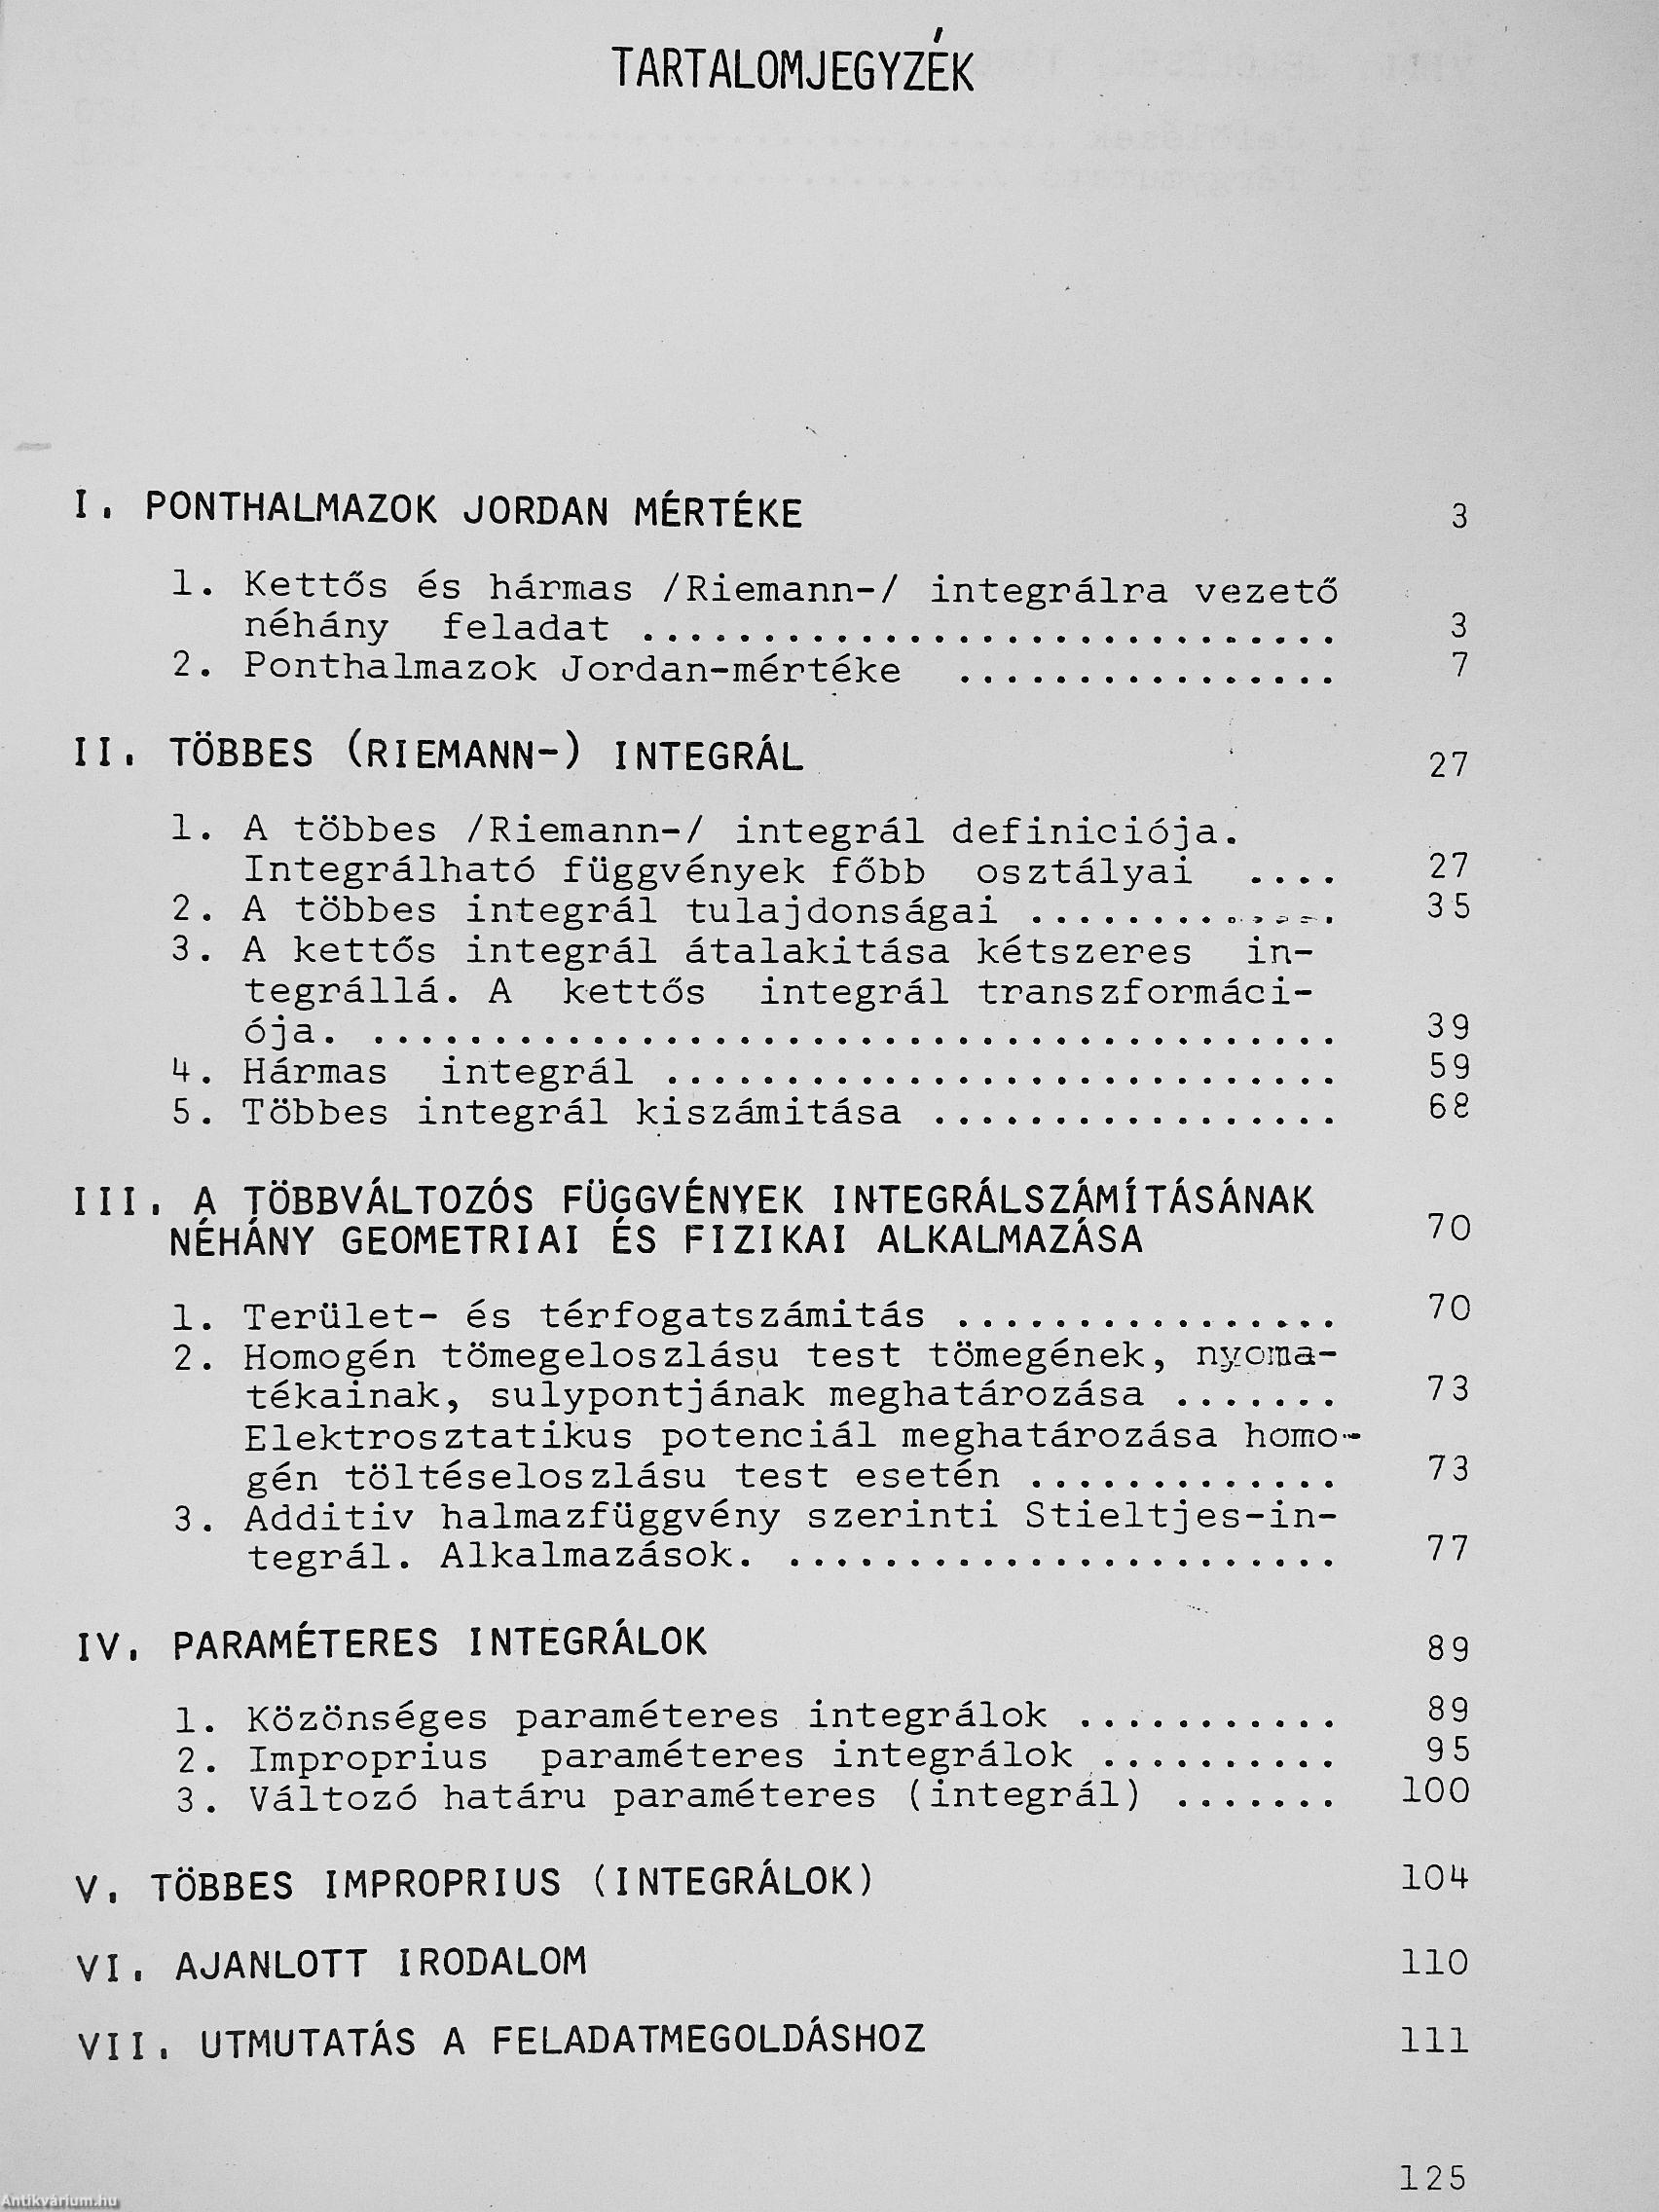 TARTALOMJEGYZÉK
I. PONTHALMAZOK JORDAN MÉRTÉKE 3
1. Kettős és hármas /Riemann-/ integrálra vezető
néhány feladat ............................. 3
2. Ponthalmazok Jordan-mértéke ................ 7
II. TÖBBES (RIEMANN-) INTEGRÁL 27
1. A többes /Riemann-/ integrál definiciója.
Integrálható függvények főbb osztályai .... 27
2. A többes integrál tulajdonságai ............. 35
3. A kettős integrál átalakitása kétszeres in-
tegrállá. A kettős integrál transzformáci-
ója. ........................................ 39
4. Hármas integrál ............................ 59
5. Többes integrál kiszámitása ................. 68
III. A TÖBBVÁLTOZÓS FÜGGVÉNYEK INTEGRÁLSZÁMÍTÁSÁNAK
NÉHÁNY GEOMETRIAI ÉS FIZIKAI ALKALMAZÁSA 70
1. Terület- és térfogatszámitás ................ 70
2. Homogén tömegeloszlásu test tömegének, nyoma-
tékainak, sulypontjának meghatározása ....... 73
Elektrosztatikus potenciál meghatározása homo-
gén töltéseloszlásu test esetén ............. 73
3. Additiv halmazfüggvény szerinti Stieltjes-in-
tegrál. Alkalmazások. ....................... 77
IV. PARAMÉTERES INTEGRÁLOK 89
1. Közönséges paraméteres integrálok ........... 89
2. Improprius paraméteres integrálok .......... 95
3. Változó határu paraméteres (integrál) ....... 100
V. TÖBBES IMPROPRIUS (INTEGRÁLOK) 104
VI. AJANLOTT IRODALOM 110
VII. UTMUTATÁS A FELADATMEGOLDÁSHOZ 111
125
Antikvárium.hu